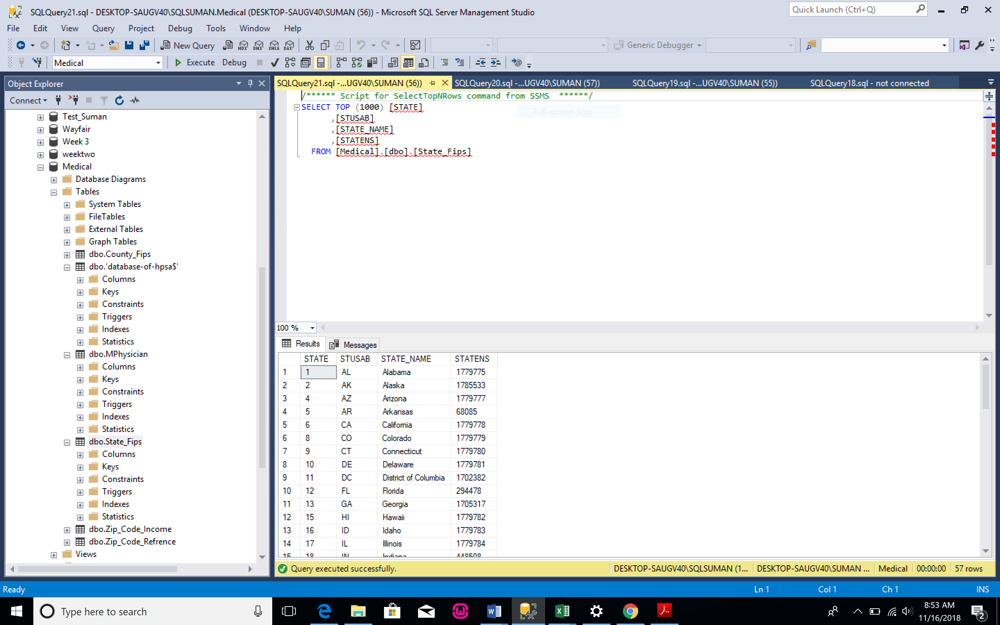 SQLQuery21.sql - DESKTOP-SAUGV40\SQLSUMAN.Medical (DESKTOP-SAUGV40\SUMAN (56)) - Microsoft SQL Server Management Studio
Quick Launch (Ctrl+Q)
File Edit View Query Project Debug Tools Window Help
New Query MDX DMX XMLA DAX Generic Debugger
Medical Execute Debug
Object Explorer
Connect
Test_Suman
Wayfair
Week 3
weektwo
Medical
Database Diagrams
Tables
System Tables
FileTables
External Tables
Graph Tables
dbo.County_Fips
dbo.'database-of-hpsa$'
Columns
Keys
Constraints
Triggers
Indexes
Statistics
dbo.MPhysician
Columns
Keys
Constraints
Triggers
Indexes
Statistics
dbo.State_Fips
Columns
Keys
Constraints
Triggers
Indexes
Statistics
dbo.Zip_Code_Income
dbo.Zip_Code_Refrence
Views
SQLQuery21.sql -...UGV40\SUMAN (56)) SQLQuery20.sql -...UGV40\SUMAN (57)) SQLQuery19.sql -...UGV40\SUMAN (55)) SQLQuery18.sql - not connected
/****** Script for SelectTopNRows command from SSMS ******/
SELECT TOP (1000) [STATE]
,[STUSAB]
,[STATE_NAME]
,[STATENS]
FROM [Medical].[dbo].[State_Fips]
Full-screen Snip
100 %
Results Messages
STATE STUSAB STATE_NAME STATENS
1 1 AL Alabama 1779775
2 2 AK Alaska 1785533
3 4 AZ Arizona 1779777
4 5 AR Arkansas 68085
5 6 CA California 1779778
6 8 CO Colorado 1779779
7 9 CT Connecticut 1779780
8 10 DE Delaware 1779781
9 11 DC District of Columbia 1702382
10 12 FL Florida 294478
11 13 GA Georgia 1705317
12 15 HI Hawaii 1779782
13 16 ID Idaho 1779783
14 17 IL Illinois 1779784
15 18 IN Indiana 448508
Query executed successfully. DESKTOP-SAUGV40\SQLSUMAN (1... DESKTOP-SAUGV40\SUMAN ... Medical 00:00:00 57 rows
Ready Ln 1 Col 1 Ch 1 INS
Type here to search
8:53 AM
11/16/2018
2